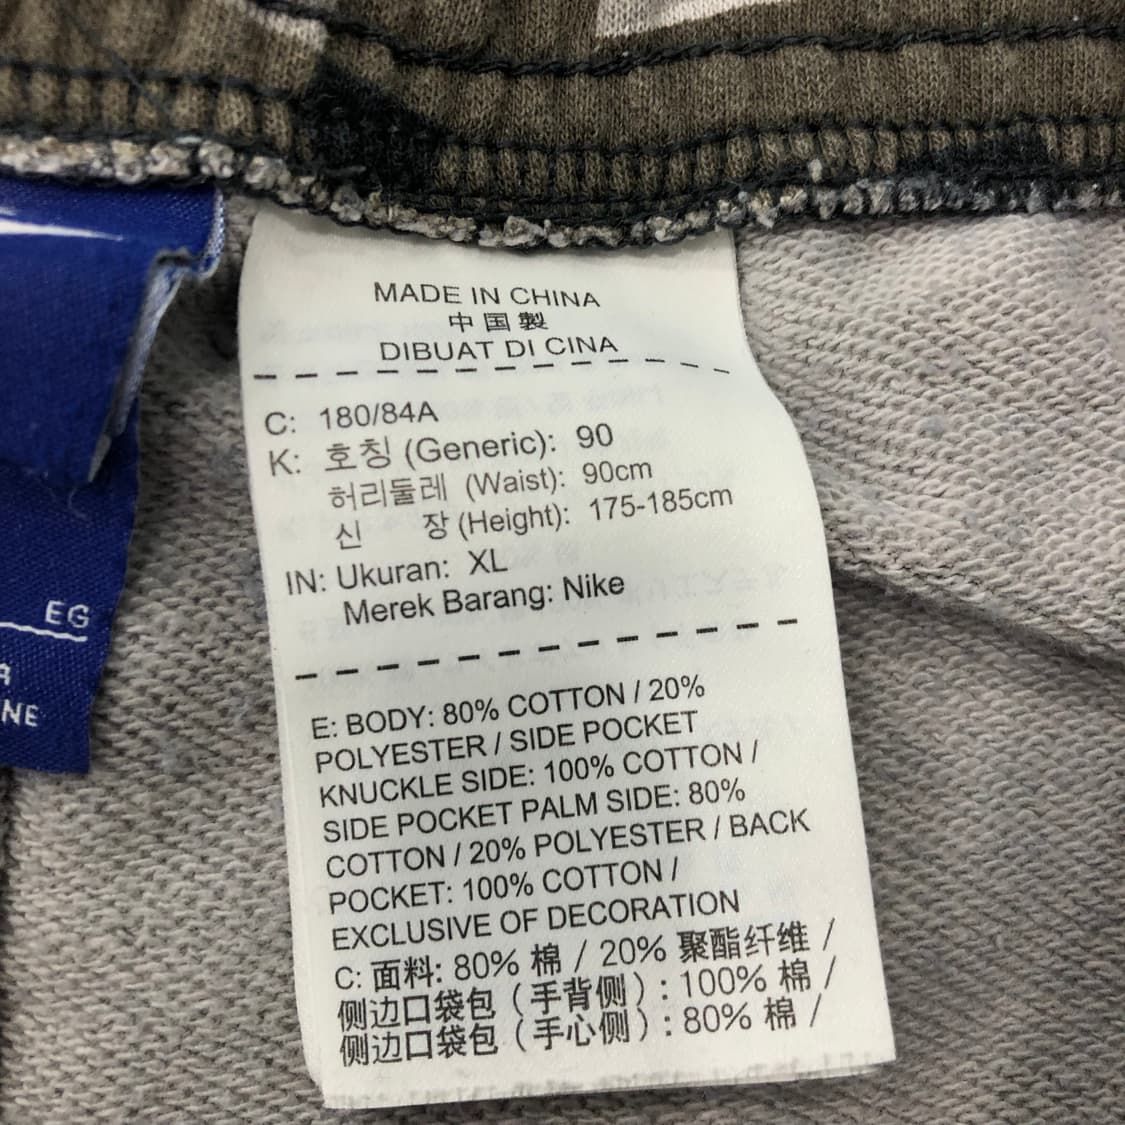 MADE IN CHINA
中国製
DIBUAT DI CINA
C: 180/84A
K: 호칭 (Generic): 90
허리둘레 (Waist): 90cm
신 장 (Height): 175-185cm
IN: Ukuran: XL
Merek Barang: Nike
E: BODY: 80% COTTON / 20%
POLYESTER / SIDE POCKET
KNUCKLE SIDE: 100% COTTON /
SIDE POCKET PALM SIDE: 80%
COTTON / 20% POLYESTER / BACK
POCKET: 100% COTTON /
EXCLUSIVE OF DECORATION
C: 面料: 80% 棉 / 20% 聚酯纤维 /
侧边口袋包（手背侧）: 100% 棉 /
侧边口袋包（手心侧）: 80% 棉 /
EG
NE